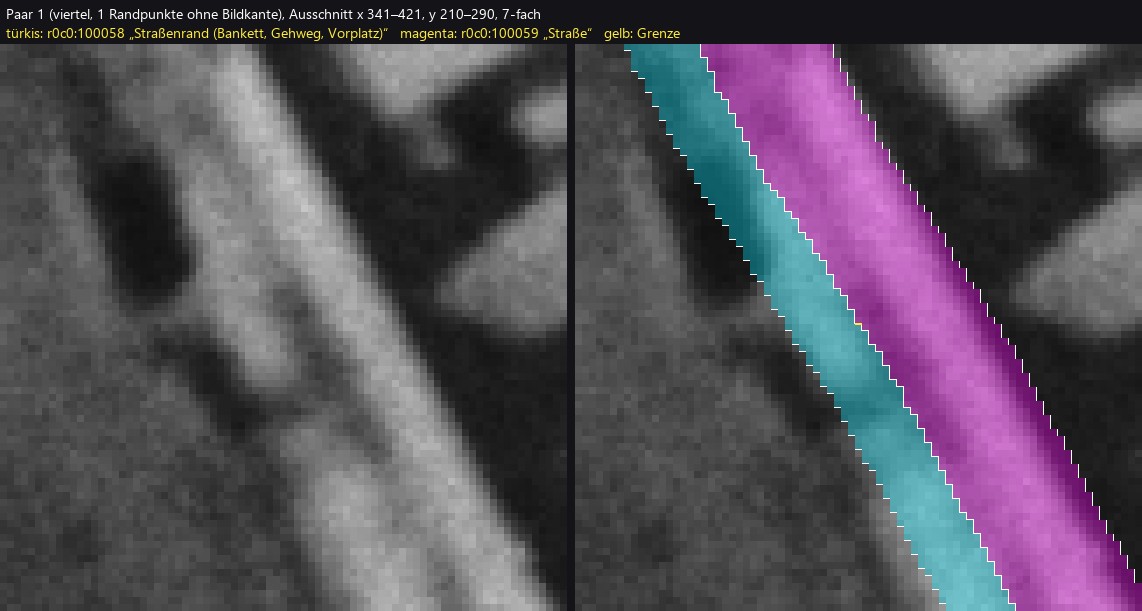 Paar 1 (viertel, 1 Randpunkte ohne Bildkante), Ausschnitt x 341–421, y 210–290, 7-fach
türkis: r0c0:100058 „Straßenrand (Bankett, Gehweg, Vorplatz)“ magenta: r0c0:100059 „Straße“ gelb: Grenze